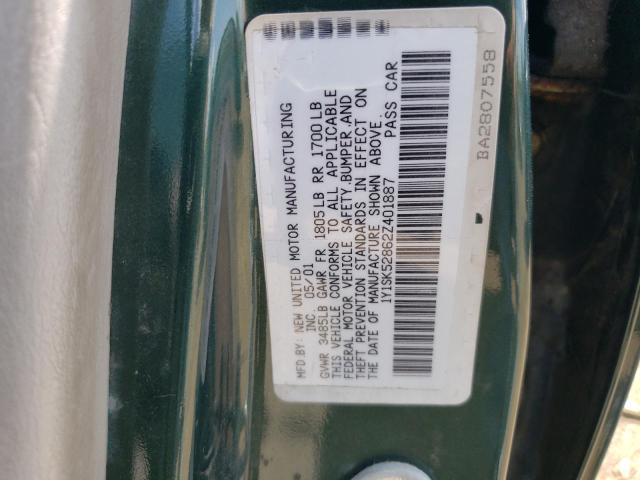 MFD.BY: NEW UNITED MOTOR MANUFACTURING
INC. 05/01
GVWR 3485LB GAWR FR 1805LB RR 1700LB
THIS VEHICLE CONFORMS TO ALL APPLICABLE
FEDERAL MOTOR VEHICLE SAFETY,BUMPER,AND
THEFT PREVENTION STANDARDS IN EFFECT ON
THE DATE OF MANUFACTURE SHOWN ABOVE.
1Y1SK52862Z401887 PASS CAR
BA2807558